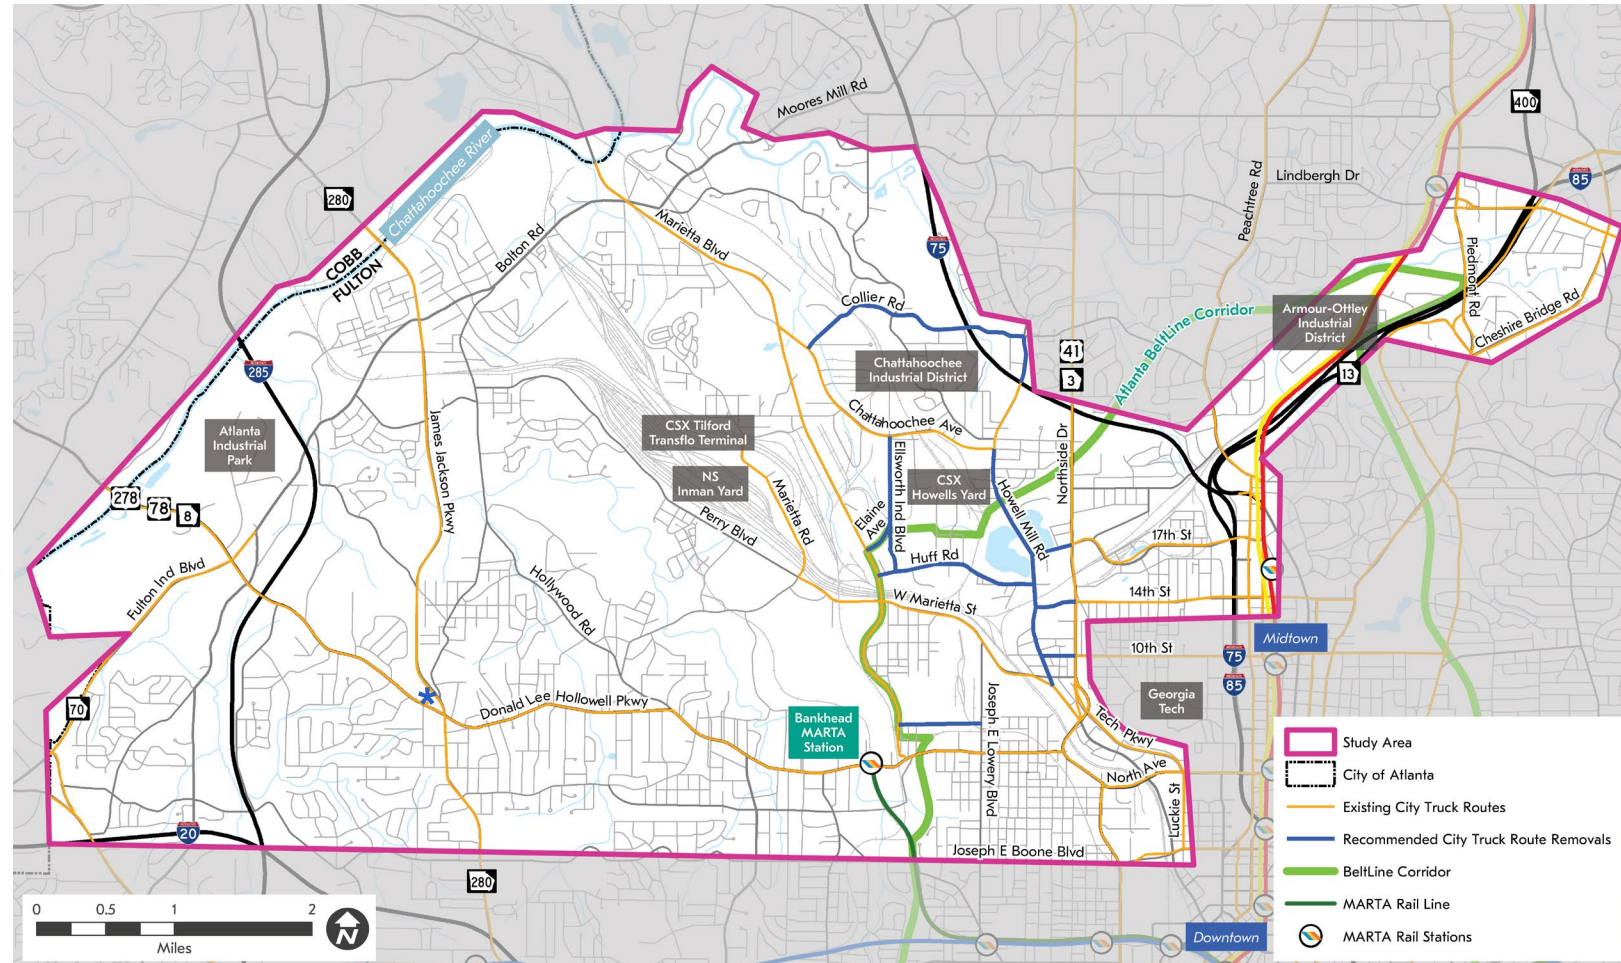 Moores Mill Rd
400
85
Lindbergh Dr
Peachtree Rd
280
Chattahoochee River
COBB
FULTON
Bolton Rd
Marietta Blvd
75
Piedmont Rd
Cheshire Bridge Rd
Armour-Ottley
Industrial
District
Atlanta BeltLine Corridor
13
Collier Rd
41
3
285
Chattahoochee
Industrial District
Chattahoochee Ave
CSX Tilford
Transflo Terminal
NS
Inman Yard
Atlanta
Industrial
Park
James Jackson Pkwy
278
78
8
Perry Blvd
Marietta Rd
Elaine
Ave
Ellsworth Ind Blvd
CSX
Howells Yard
Howell Mill Rd
Northside Dr
17th St
Huff Rd
Fulton Ind Blvd
Hollywood Rd
W Marietta St
14th St
10th St
Midtown
75
85
Georgia
Tech
70
Donald Lee Hollowell Pkwy
Bankhead
MARTA
Station
Joseph E Lowery Blvd
Tech Pkwy
North Ave
Luckie St
Joseph E Boone Blvd
20
280
Downtown
0 0.5 1 2
Miles
N
Study Area
City of Atlanta
Existing City Truck Routes
Recommended City Truck Route Removals
BeltLine Corridor
MARTA Rail Line
MARTA Rail Stations